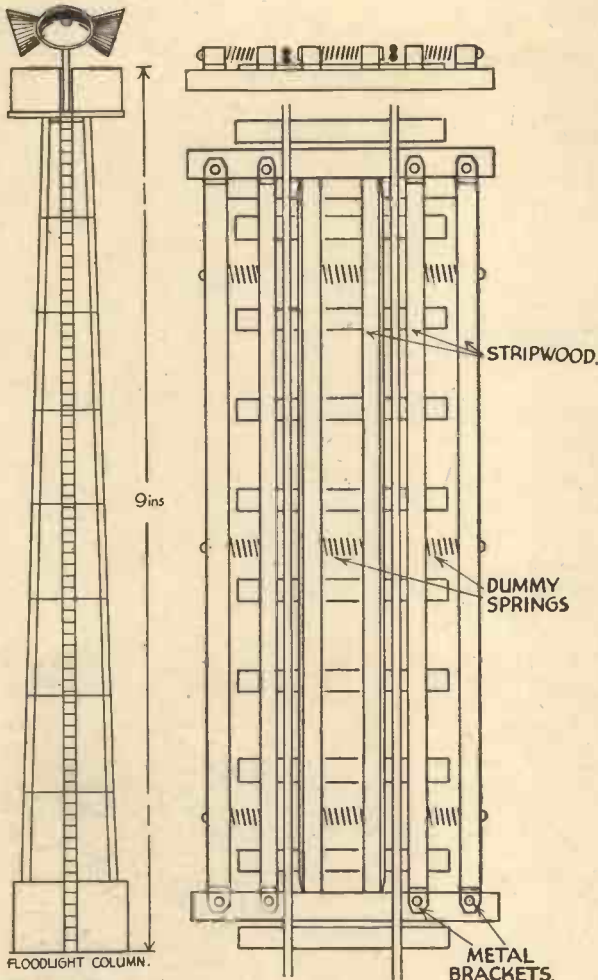 9ins
STRIPWOOD.
DUMMY
SPRINGS
FLOODLIGHT COLUMN.
METAL
BRACKETS.